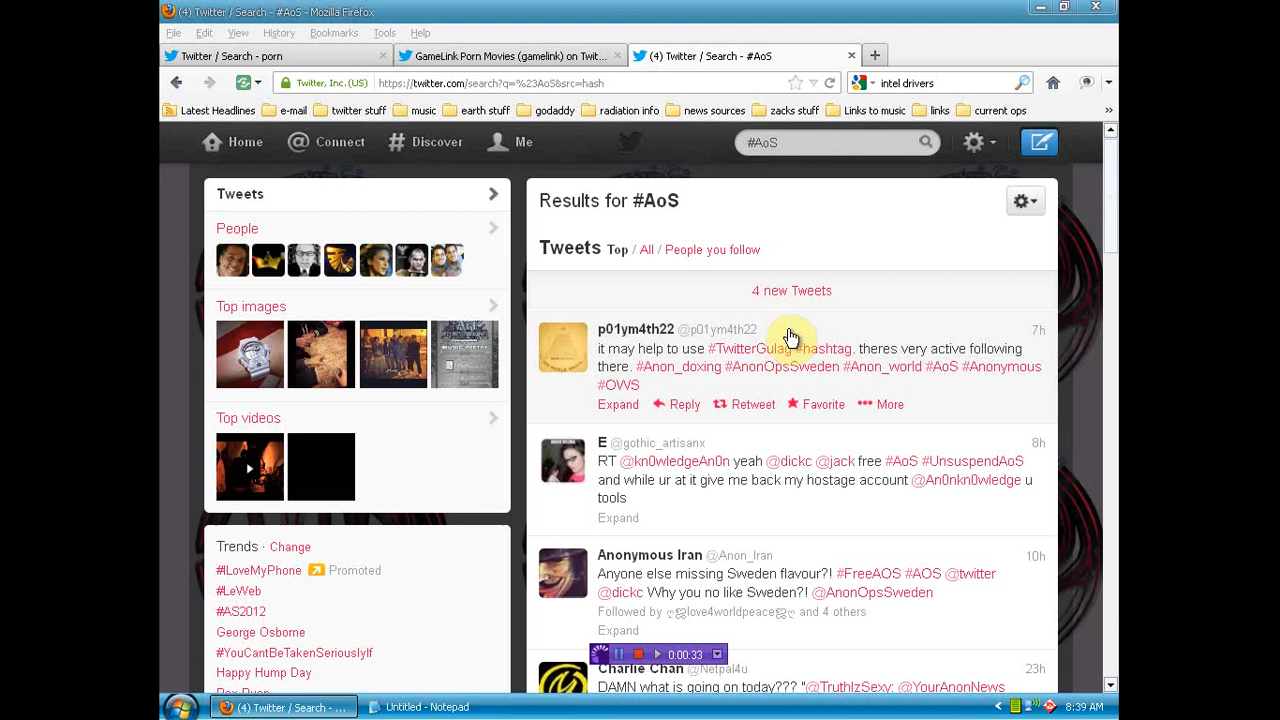 (4) Twitter / Search - #AoS - Mozilla Firefox
File Edit View History Bookmarks Tools Help
Twitter / Search - porn
GameLink Porn Movies (gamelink) on Twit...
(4) Twitter / Search - #AoS
Twitter, Inc. (US) https://twitter.com/search?q=%23AoS&src=hash
intel drivers
Latest Headlines e-mail twitter stuff music earth stuff godaddy radiation info news sources zacks stuff Links to music links current ops »
Home Connect Discover Me
#AoS
Tweets
People
Top images
Top videos
Trends · Change
#ILoveMyPhone Promoted
#LeWeb
#AS2012
George Osborne
#YouCantBeTakenSeriouslyIf
Happy Hump Day
Results for #AoS
Tweets Top / All / People you follow
4 new Tweets
p01ym4th22 @p01ym4th22 7h
it may help to use #TwitterGulag #hashtag. theres very active following
there. #Anon_doxing #AnonOpsSweden #Anon_world #AoS #Anonymous
#OWS
Expand Reply Retweet Favorite More
E @gothic_artisanx 8h
RT @kn0wledgeAn0n yeah @dickc @jack free #AoS #UnsuspendAoS
and while ur at it give me back my hostage account @An0nkn0wledge u
tools
Expand
Anonymous Iran @Anon_Iran 10h
Anyone else missing Sweden flavour?! #FreeAOS #AOS @twitter
@dickc Why you no like Sweden?! @AnonOpsSweden
Followed by ღஜlove4worldpeaceஜღ and 4 others
Expand
0:00:33
Charlie Chan @Netpal4u 23h
DAMN what is going on today??? "@TruthIzSexy: @YourAnonNews
(4) Twitter / Search - ...
Untitled - Notepad
8:39 AM